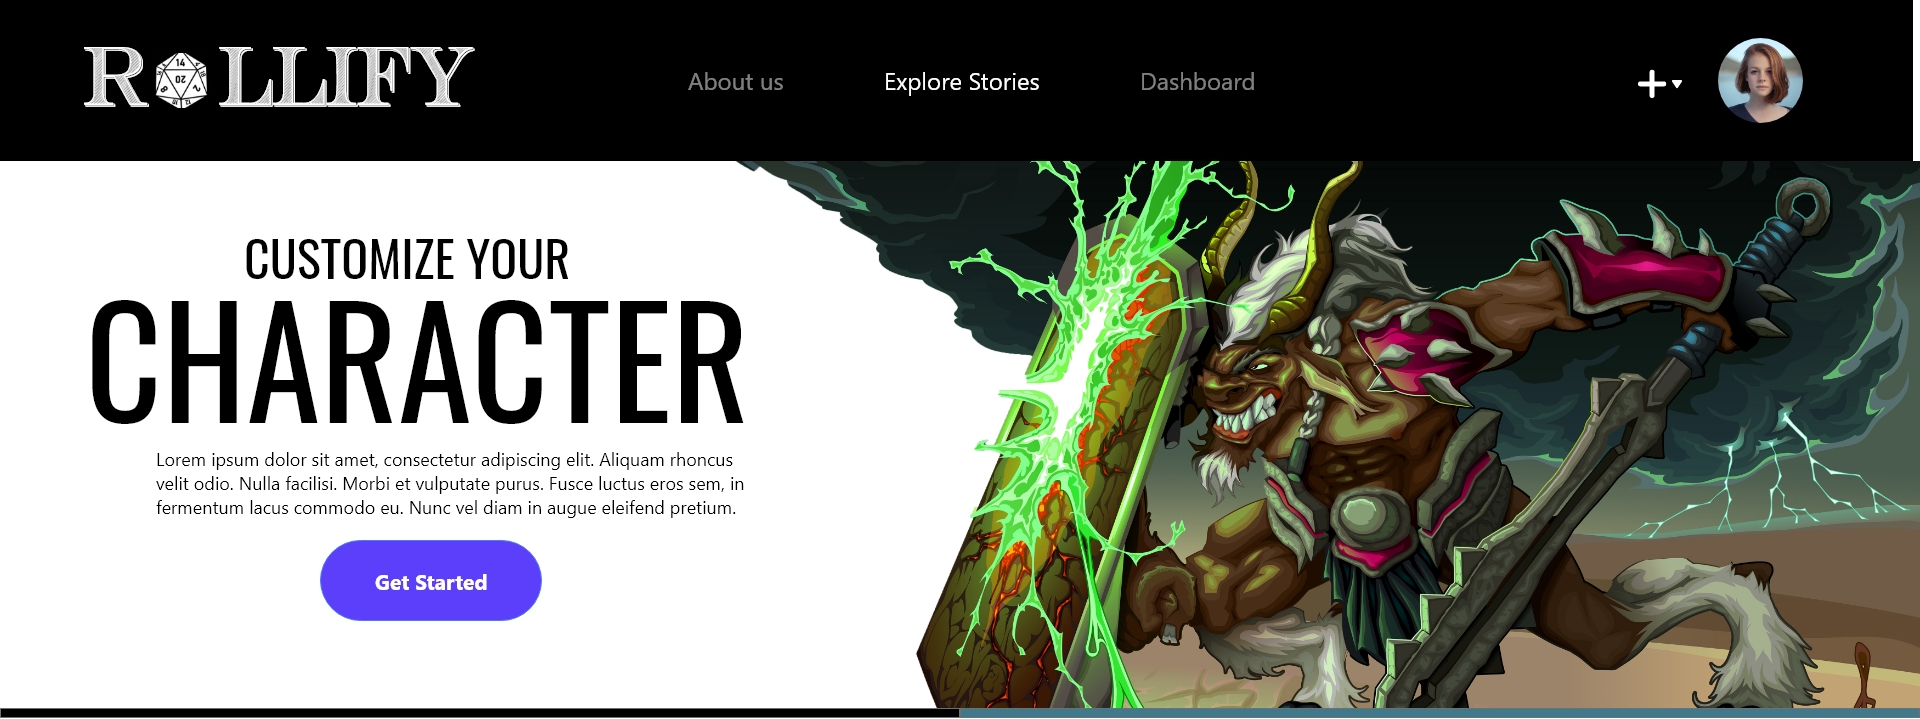 ROLLIFY
14
20
About us
Explore Stories
Dashboard
CUSTOMIZE YOUR
CHARACTER
Lorem ipsum dolor sit amet, consectetur adipiscing elit. Aliquam rhoncus
velit odio. Nulla facilisi. Morbi et vulputate purus. Fusce luctus eros sem, in
fermentum lacus commodo eu. Nunc vel diam in augue eleifend pretium.
Get Started